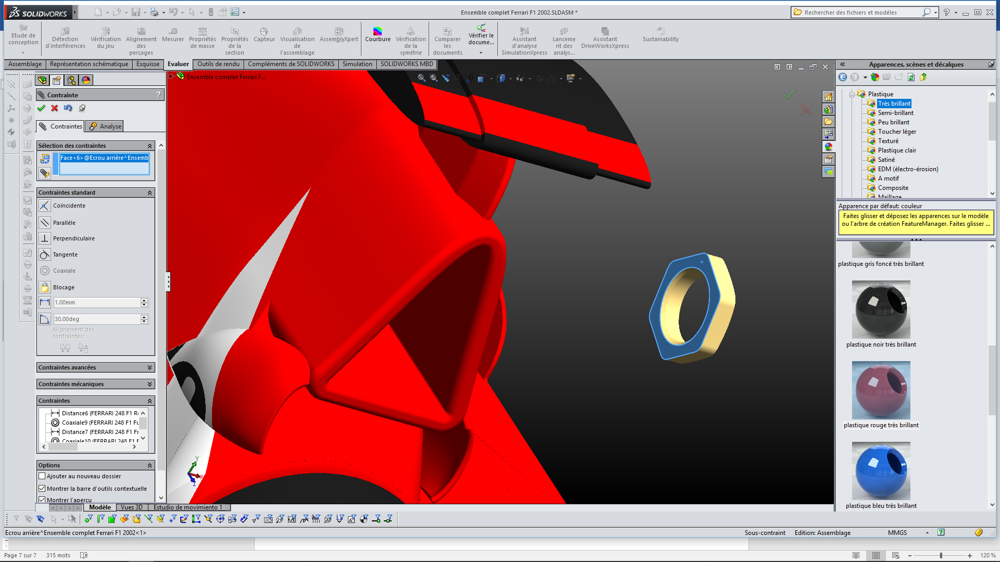 SOLIDWORKS
Ensemble complet Ferrari F1 2002.SLDASM *
Rechercher des fichiers et modèles
Etude de
conception
Détection
d'interférences
Vérification
du jeu
Alignement
des
perçages
Mesurer
Propriétés
de masse
Propriétés
de la
section
Capteur
Visualisation
de
l'assemblage
AssemblyXpert
Courbure
Vérification
de la
symétrie
Comparer
les
documents
Vérifier le
docume...
Assistant
d'analyse
SimulationXpress
Lanceme
nt des
analys...
Assistant
DriveWorksXpress
Sustainability
Assemblage
Représentation schématique
Esquisse
Evaluer
Outils de rendu
Compléments de SOLIDWORKS
Simulation
SOLIDWORKS MBD
Ensemble complet Ferrari F...
Contrainte
?
Contraintes
Analyse
Sélection des contraintes
Face<6>@Ecrou arrière^Ensemb
Contraintes standard
Coïncidente
Parallèle
Perpendiculaire
Tangente
Coaxiale
Blocage
1.00mm
30.00deg
Alignement des
contraintes:
Contraintes avancées
Contraintes mécaniques
Contraintes
Distance6 (FERRARI 248 F1 R
Coaxiale9 (FERRARI 248 F1 Fu
Distance7 (FERRARI 248 F1 Fr
Coaxiale10 (FERRARI 248 F1 F
Options
Ajouter au nouveau dossier
Montrer la barre d'outils contextuelle
Montrer l'aperçu
Y
X
Z
Apparences, scènes et décalques
Plastique
Très brillant
Semi-brillant
Peu brillant
Toucher léger
Texturé
Plastique clair
Satiné
EDM (électro-érosion)
A motif
Composite
Maillage
Apparence par défaut: couleur
Faites glisser et déposez les apparences sur le modèle
ou l'arbre de création FeatureManager. Faites glisser ...
plastique gris foncé très brillant
plastique noir très brillant
plastique rouge très brillant
plastique bleu très brillant
Modèle
Vues 3D
Estudio de movimiento 1
Ecrou arrière^Ensemble complet Ferrari F1 2002<1>
Sous-contraint
Edition: Assemblage
MMGS
Page 7 sur 7
315 mots
120 %